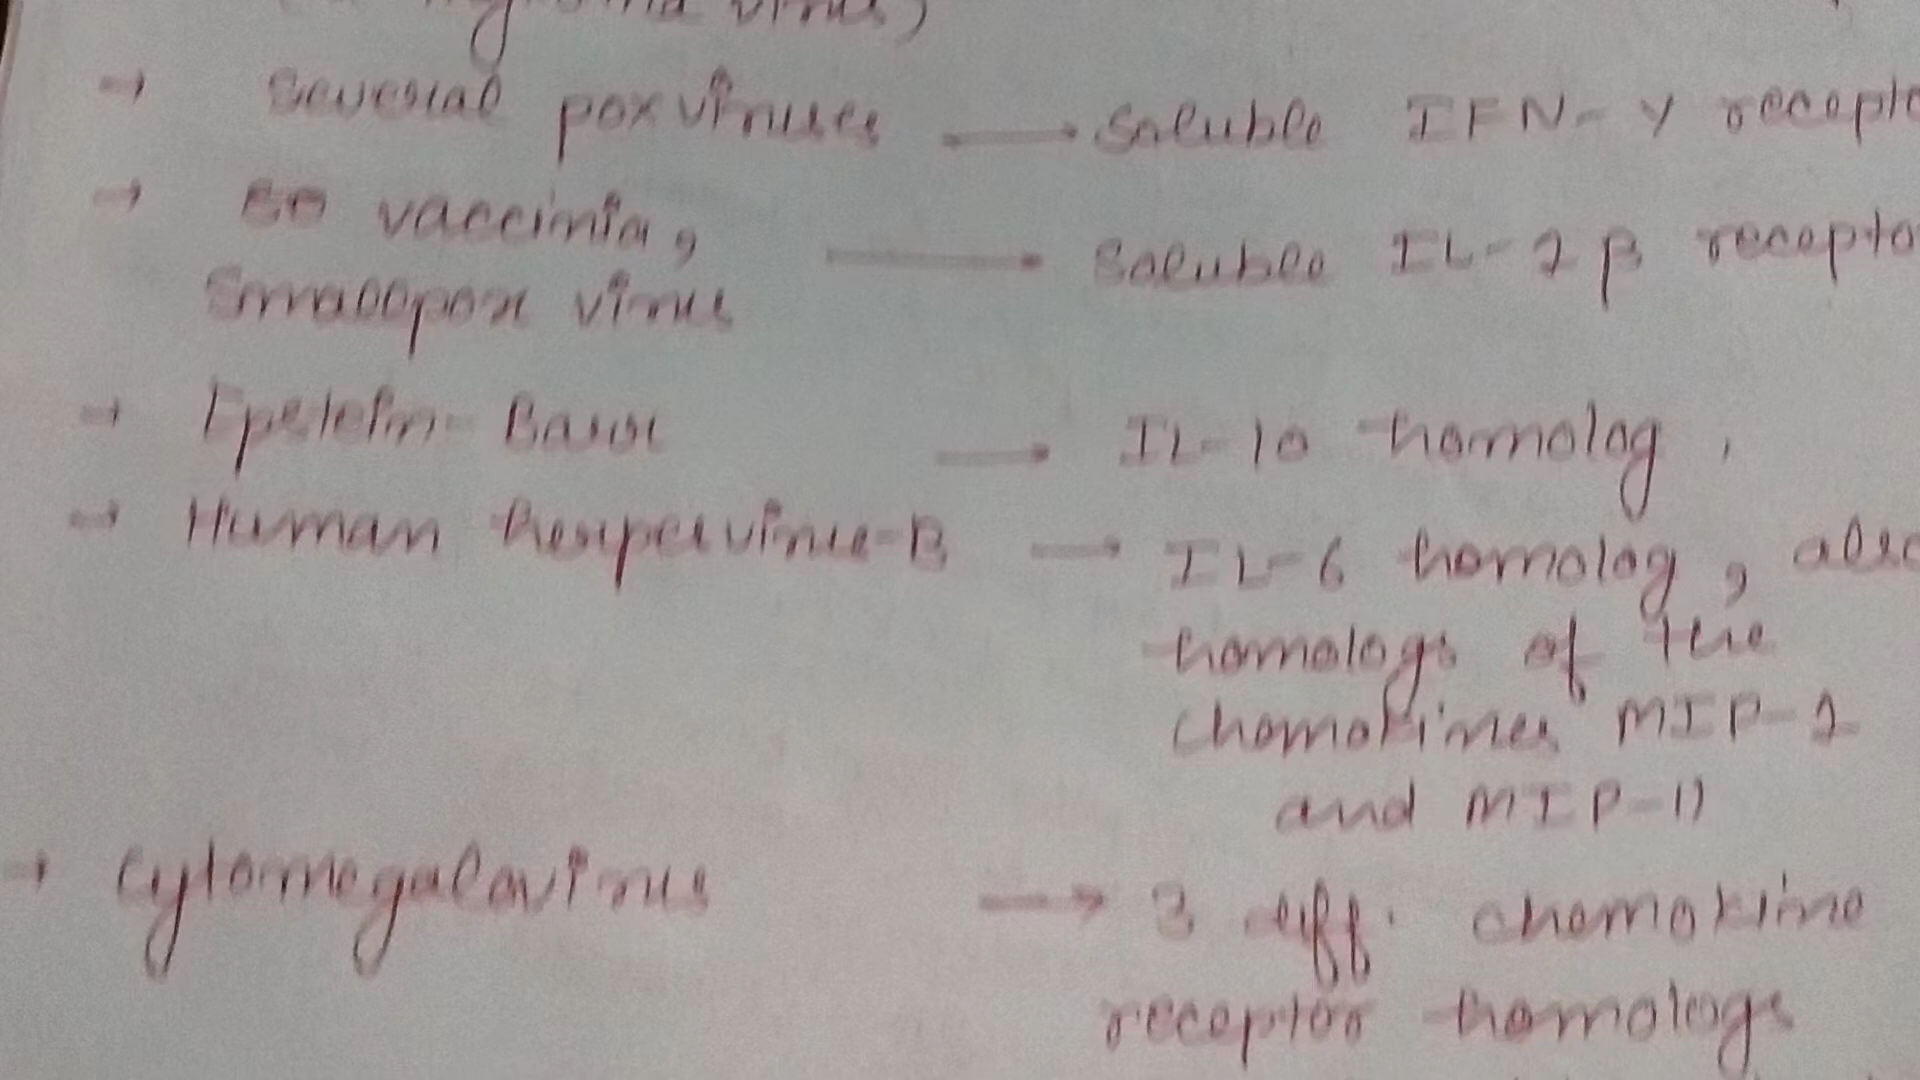 virus)
→ Several poxviruses → Soluble IFN-γ recepto
→ vaccinia, → Soluble IL-1β recepto
Smallpox virus
→ Epstein-Barr → IL-10 homolog,
→ Human herpesvirus-8 → IL-6 homolog, also
homologs of the
chemokines MIP-1
and MIP-11
→ Cytomegalovirus → 3 diff. chemokine
receptor homologs